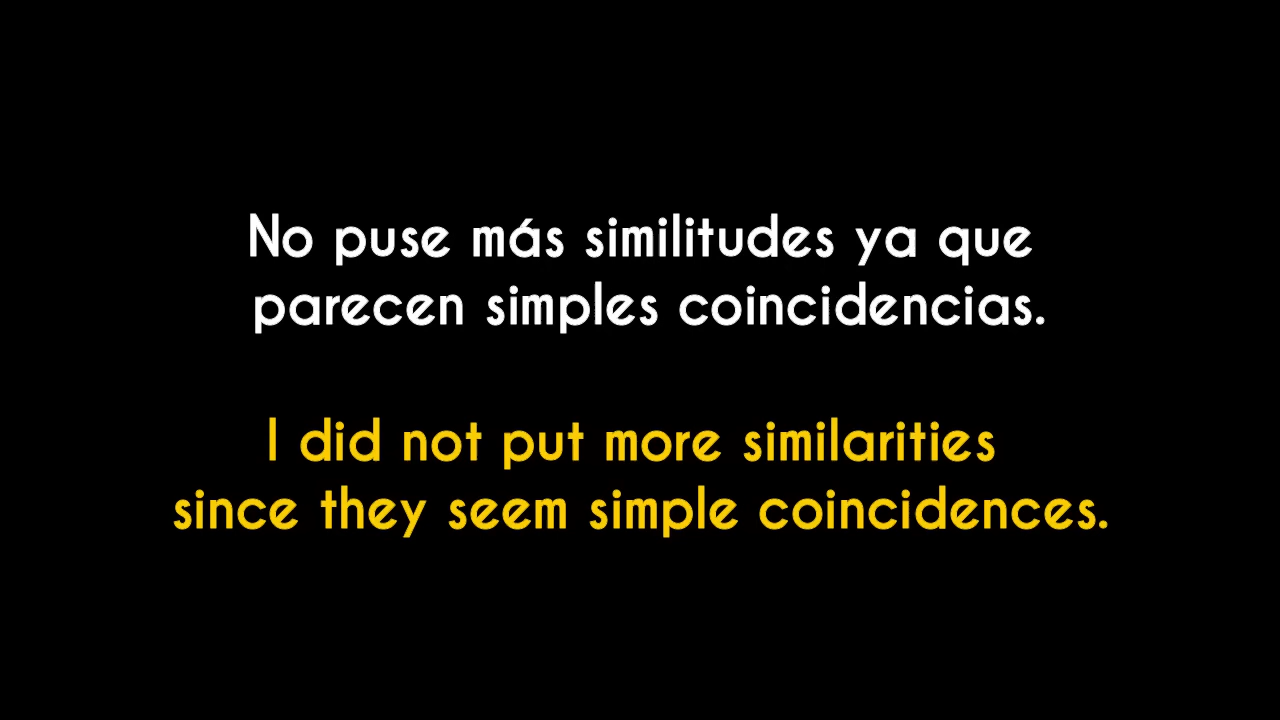 No puse más similitudes ya que
parecen simples coincidencias.
I did not put more similarities
since they seem simple coincidences.